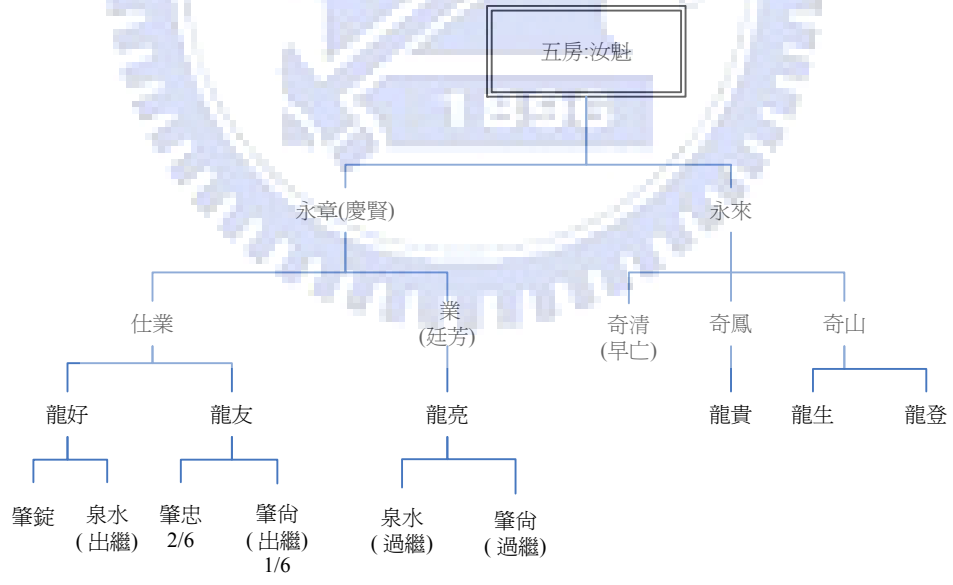 五房:汝魁
1896
永章(慶賢)
永來
仕業
業
(廷芳)
奇清
(早亡)
奇鳳
奇山
龍好
龍友
龍亮
龍貴
龍生
龍登
肇錠
泉水
( 出繼)
肇忠
2/6
肇尙
( 出繼)
1/6
泉水
( 過繼)
肇尙
( 過繼)